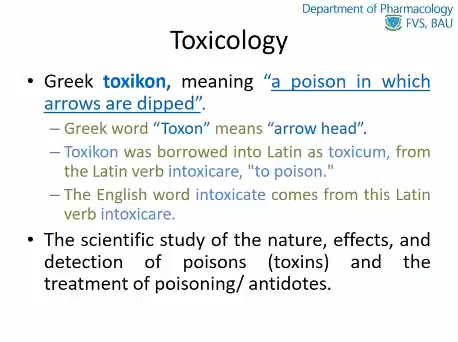 Department of Pharmacology
FVS, BAU
Toxicology
• Greek toxikon, meaning “a poison in which
arrows are dipped”.
– Greek word “Toxon” means “arrow head”.
– Toxikon was borrowed into Latin as toxicum, from
the Latin verb intoxicare, "to poison."
– The English word intoxicate comes from this Latin
verb intoxicare.
• The scientific study of the nature, effects, and
detection of poisons (toxins) and the
treatment of poisoning/ antidotes.